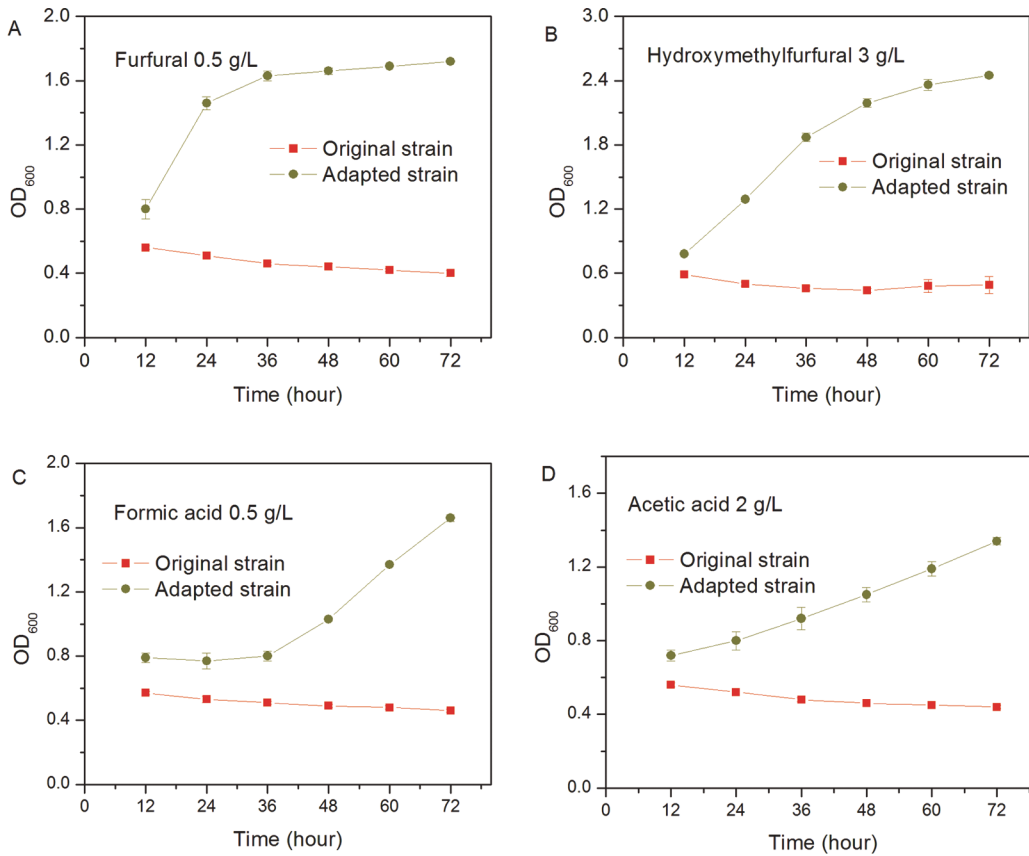 A
Furfural 0.5 g/L
Original strain
Adapted strain
OD600
2.0
1.6
1.2
0.8
0.4
0.0
0 12 24 36 48 60 72
Time (hour)
B
Hydroxymethylfurfural 3 g/L
Original strain
Adapted strain
OD600
3.0
2.4
1.8
1.2
0.6
0.0
0 12 24 36 48 60 72
Time (hour)
C
Formic acid 0.5 g/L
Original strain
Adapted strain
OD600
2.0
1.6
1.2
0.8
0.4
0.0
0 12 24 36 48 60 72
Time (hour)
D
Acetic acid 2 g/L
Original strain
Adapted strain
OD600
1.6
1.2
0.8
0.4
0.0
0 12 24 36 48 60 72
Time (hour)